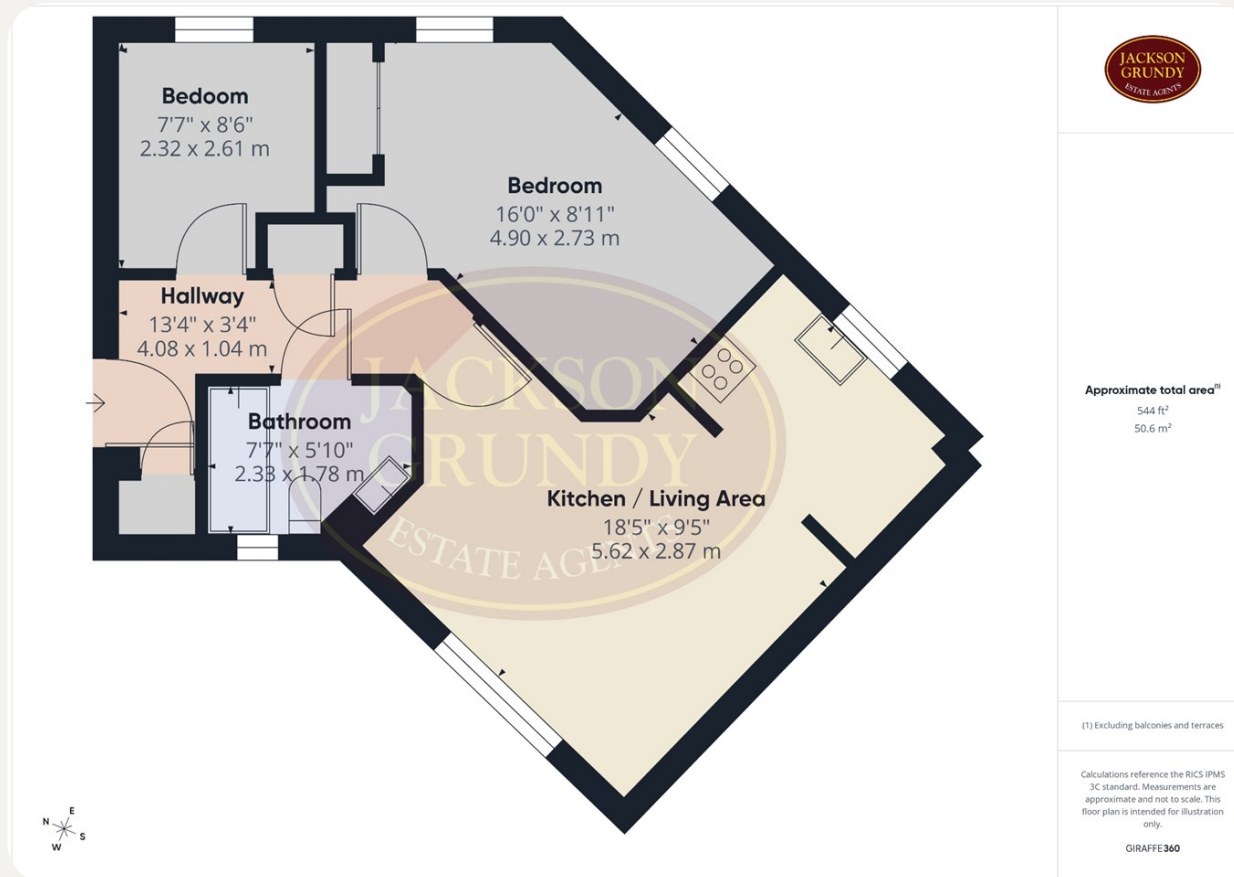 Bedoom
7'7" x 8'6"
2.32 x 2.61 m
Bedroom
16'0" x 8'11"
4.90 x 2.73 m
Hallway
13'4" x 3'4"
4.08 x 1.04 m
Bathroom
7'7" x 5'10"
2.33 x 1.78 m
Kitchen / Living Area
18'5" x 9'5"
5.62 x 2.87 m
JACKSON
GRUNDY
ESTATE AGENTS
N
E
S
W
JACKSON
GRUNDY
ESTATE AGENTS
Approximate total area(1)
544 ft²
50.6 m²
(1) Excluding balconies and terraces
Calculations reference the RICS IPMS
3C standard. Measurements are
approximate and not to scale. This
floor plan is intended for illustration
only.
GIRAFFE360